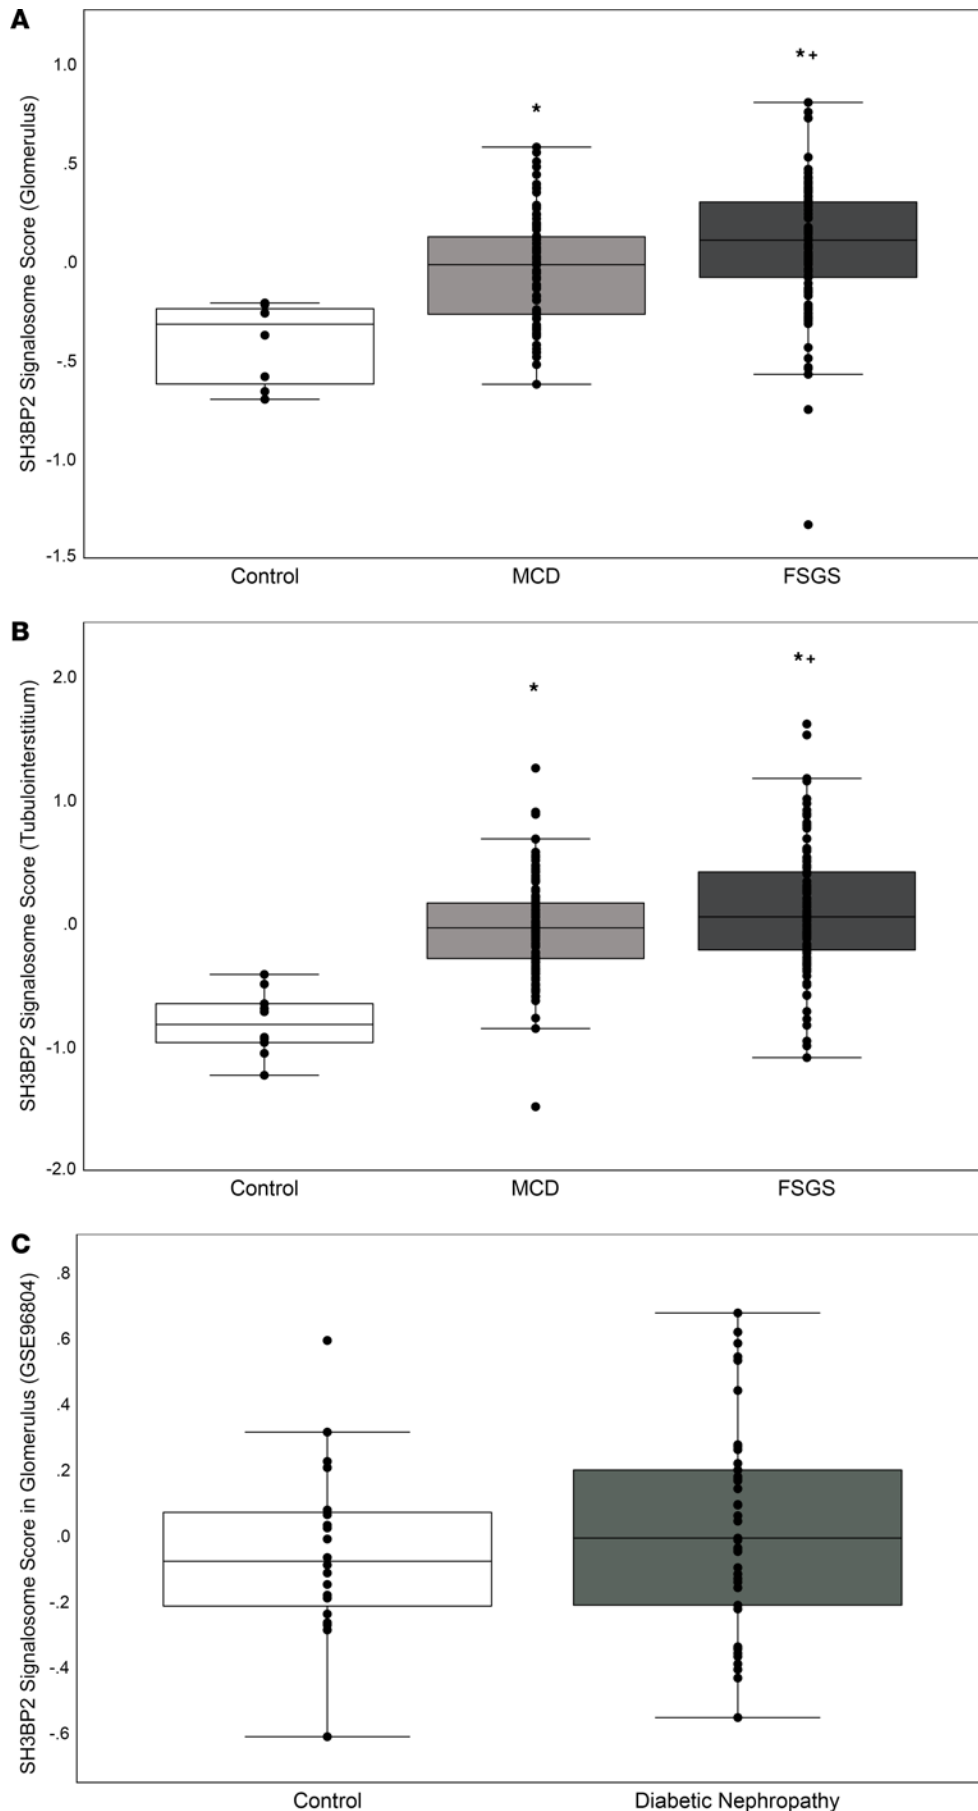 A
SH3BP2 Signalosome Score (Glomerulus)
1.0
.5
.0
-.5
-1.0
-1.5
*
*+
Control
MCD
FSGS
B
SH3BP2 Signalosome Score (Tubulointerstitium)
2.0
1.0
.0
-1.0
-2.0
*
*+
Control
MCD
FSGS
C
SH3BP2 Signalosome Score in Glomerulus (GSE96804)
.8
.6
.4
.2
.0
-.2
-.4
-.6
Control
Diabetic Nephropathy